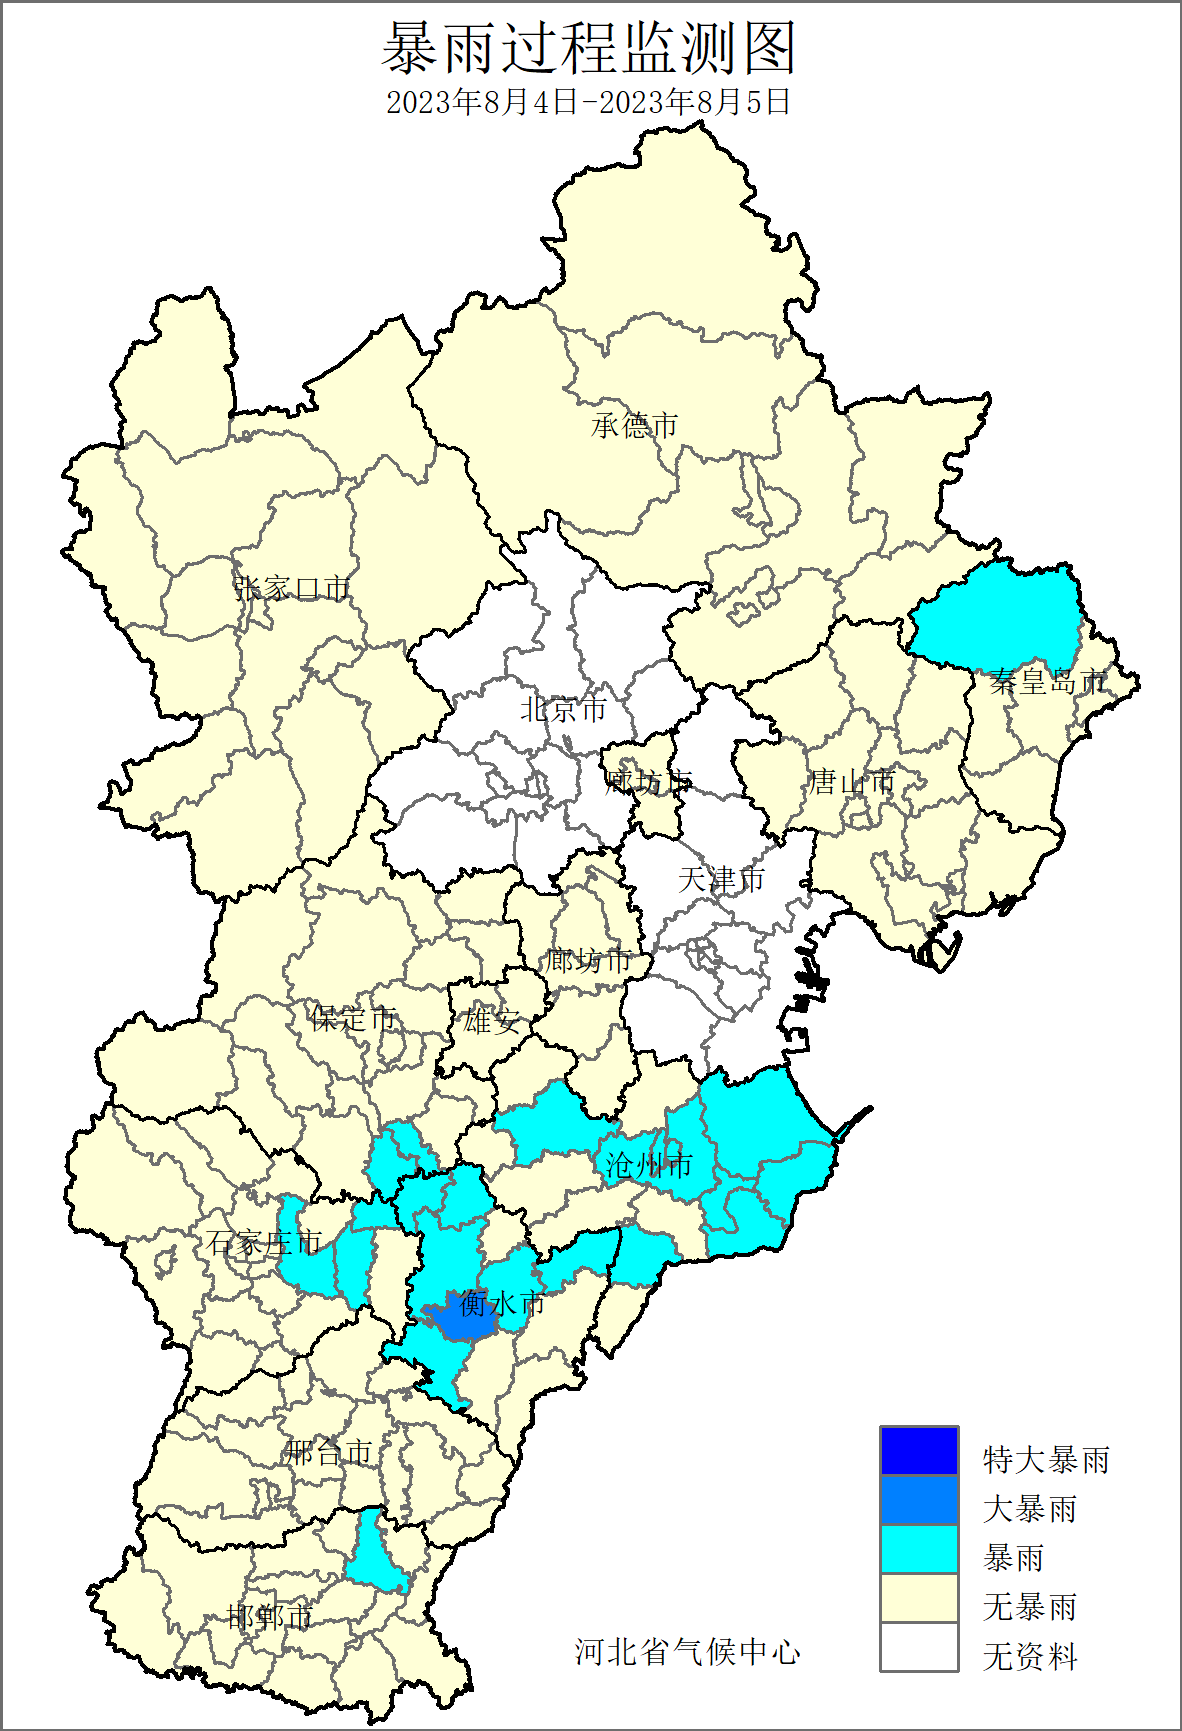 暴雨过程监测图
2023年8月4日-2023年8月5日
承德市
张家口市
秦皇岛市
北京市
廊坊市
唐山市
天津市
廊坊市
保定市
雄安
沧州市
石家庄市
衡水市
邢台市
邯郸市
特大暴雨
大暴雨
暴雨
无暴雨
无资料
河北省气候中心